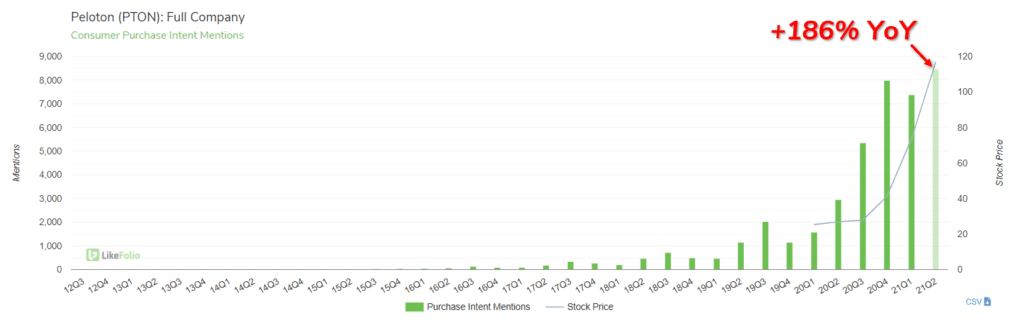 Peloton (PTON): Full Company
Consumer Purchase Intent Mentions
+186% YoY
9,000
8,000
7,000
6,000
5,000
4,000
3,000
2,000
1,000
0
Mentions
120
100
80
60
40
20
0
Stock Price
LikeFolio
12Q3 12Q4 13Q1 13Q2 13Q3 13Q4 14Q1 14Q2 14Q3 14Q4 15Q1 15Q2 15Q3 15Q4 16Q1 16Q2 16Q3 16Q4 17Q1 17Q2 17Q3 17Q4 18Q1 18Q2 18Q3 18Q4 19Q1 19Q2 19Q3 19Q4 20Q1 20Q2 20Q3 20Q4 21Q1 21Q2
Purchase Intent Mentions Stock Price
CSV